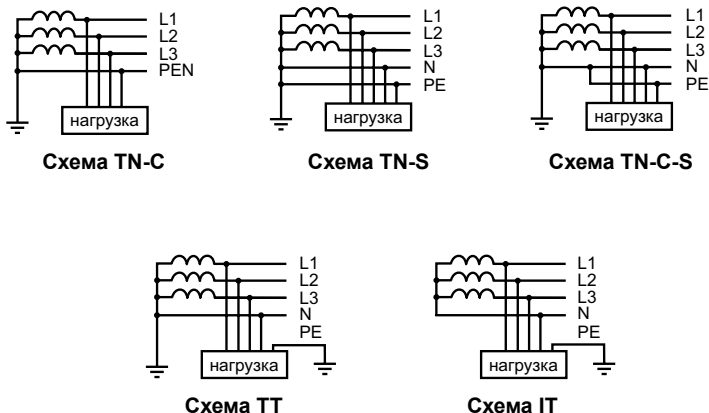 L1
L2
L3
PEN
нагрузка
Схема TN-C
L1
L2
L3
N
PE
нагрузка
Схема TN-S
L1
L2
L3
N
PE
нагрузка
Схема TN-C-S
L1
L2
L3
N
PE
нагрузка
Схема TT
L1
L2
L3
N
PE
нагрузка
Схема IT